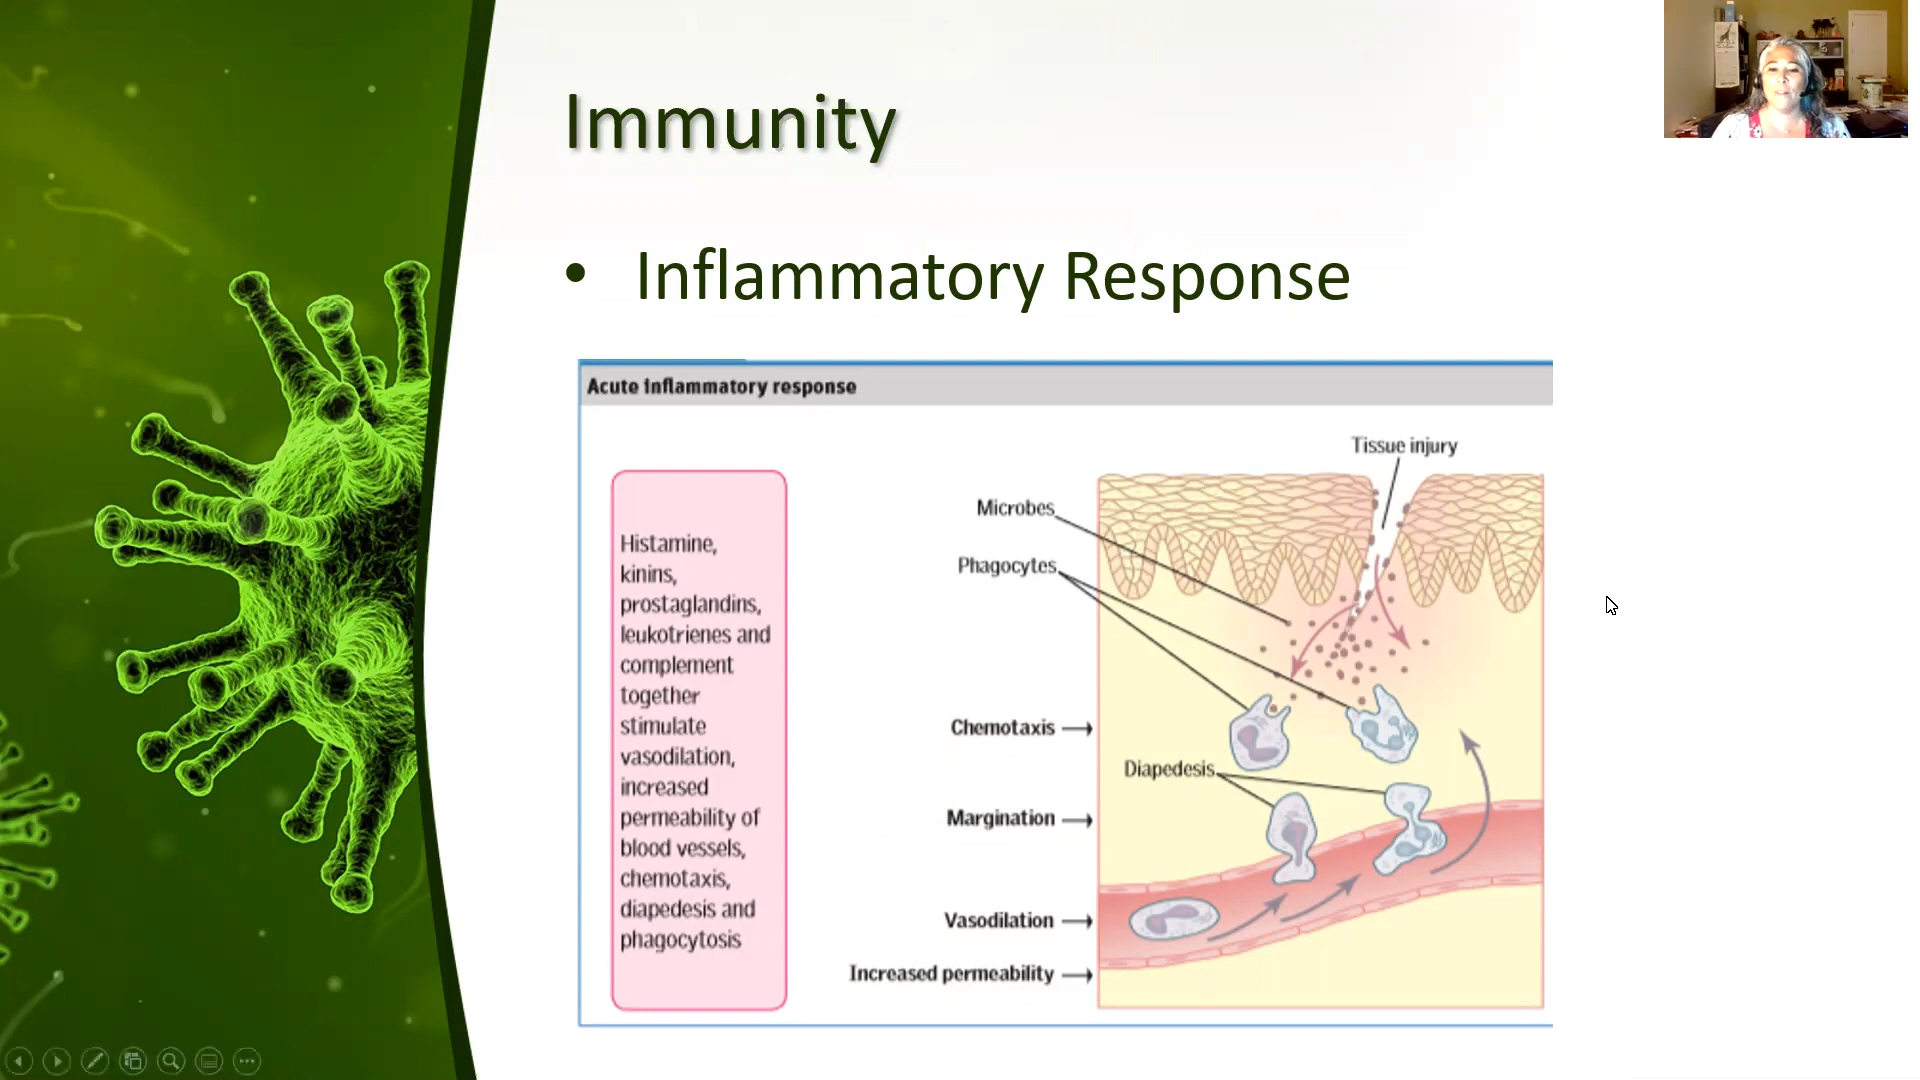 Immunity
• Inflammatory Response
Acute inflammatory response
Histamine,
kinins,
prostaglandins,
leukotrienes and
complement
together
stimulate
vasodilation,
increased
permeability of
blood vessels,
chemotaxis,
diapedesis and
phagocytosis
Tissue injury
Microbes
Phagocytes
Chemotaxis
Diapedesis
Margination
Vasodilation
Increased permeability